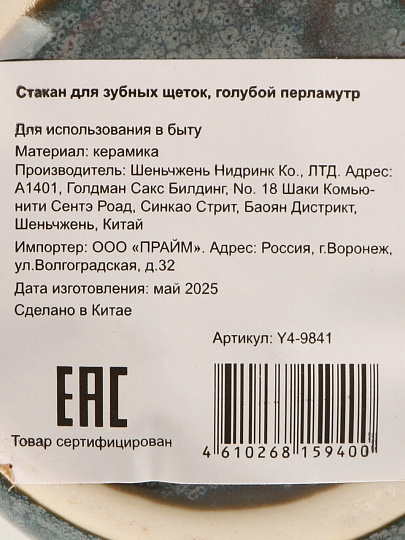 Стакан для зубных щеток, голубой перламутр
Для использования в быту
Материал: керамика
Производитель: Шеньчжень Нидринк Ко., ЛТД. Адрес:
А1401, Голдман Сакс Билдинг, No. 18 Шаки Комью-
нити Сентэ Роад, Синкао Стрит, Баоян Дистрикт,
Шеньчжень, Китай
Импортер: ООО «ПРАЙМ». Адрес: Россия, г.Воронеж,
ул.Волгоградская, д.32
Дата изготовления: май 2025
Сделано в Китае
Артикул: Y4-9841
EAC
Товар сертифицирован
4 610268 159400